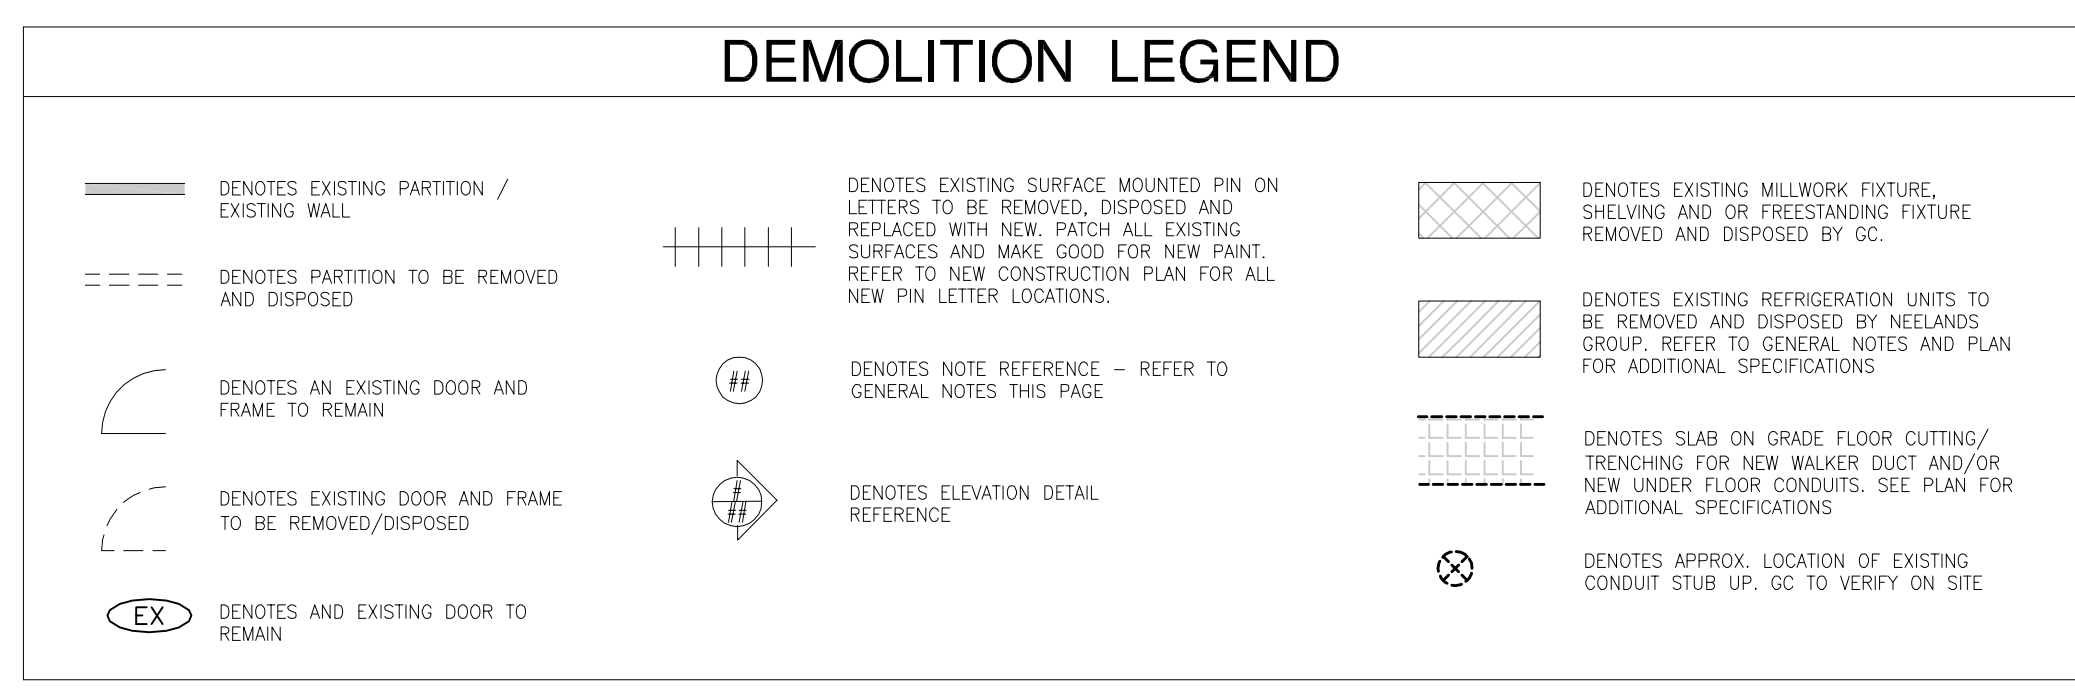 DEMOLITION LEGEND
DENOTES EXISTING PARTITION /
EXISTING WALL
DENOTES PARTITION TO BE REMOVED
AND DISPOSED
DENOTES AN EXISTING DOOR AND
FRAME TO REMAIN
DENOTES EXISTING DOOR AND FRAME
TO BE REMOVED/DISPOSED
EX
DENOTES AND EXISTING DOOR TO
REMAIN
DENOTES EXISTING SURFACE MOUNTED PIN ON
LETTERS TO BE REMOVED, DISPOSED AND
REPLACED WITH NEW. PATCH ALL EXISTING
SURFACES AND MAKE GOOD FOR NEW PAINT.
REFER TO NEW CONSTRUCTION PLAN FOR ALL
NEW PIN LETTER LOCATIONS.
##
DENOTES NOTE REFERENCE – REFER TO
GENERAL NOTES THIS PAGE
#
##
DENOTES ELEVATION DETAIL
REFERENCE
DENOTES EXISTING MILLWORK FIXTURE,
SHELVING AND OR FREESTANDING FIXTURE
REMOVED AND DISPOSED BY GC.
DENOTES EXISTING REFRIGERATION UNITS TO
BE REMOVED AND DISPOSED BY NEELANDS
GROUP. REFER TO GENERAL NOTES AND PLAN
FOR ADDITIONAL SPECIFICATIONS
DENOTES SLAB ON GRADE FLOOR CUTTING/
TRENCHING FOR NEW WALKER DUCT AND/OR
NEW UNDER FLOOR CONDUITS. SEE PLAN FOR
ADDITIONAL SPECIFICATIONS
DENOTES APPROX. LOCATION OF EXISTING
CONDUIT STUB UP. GC TO VERIFY ON SITE